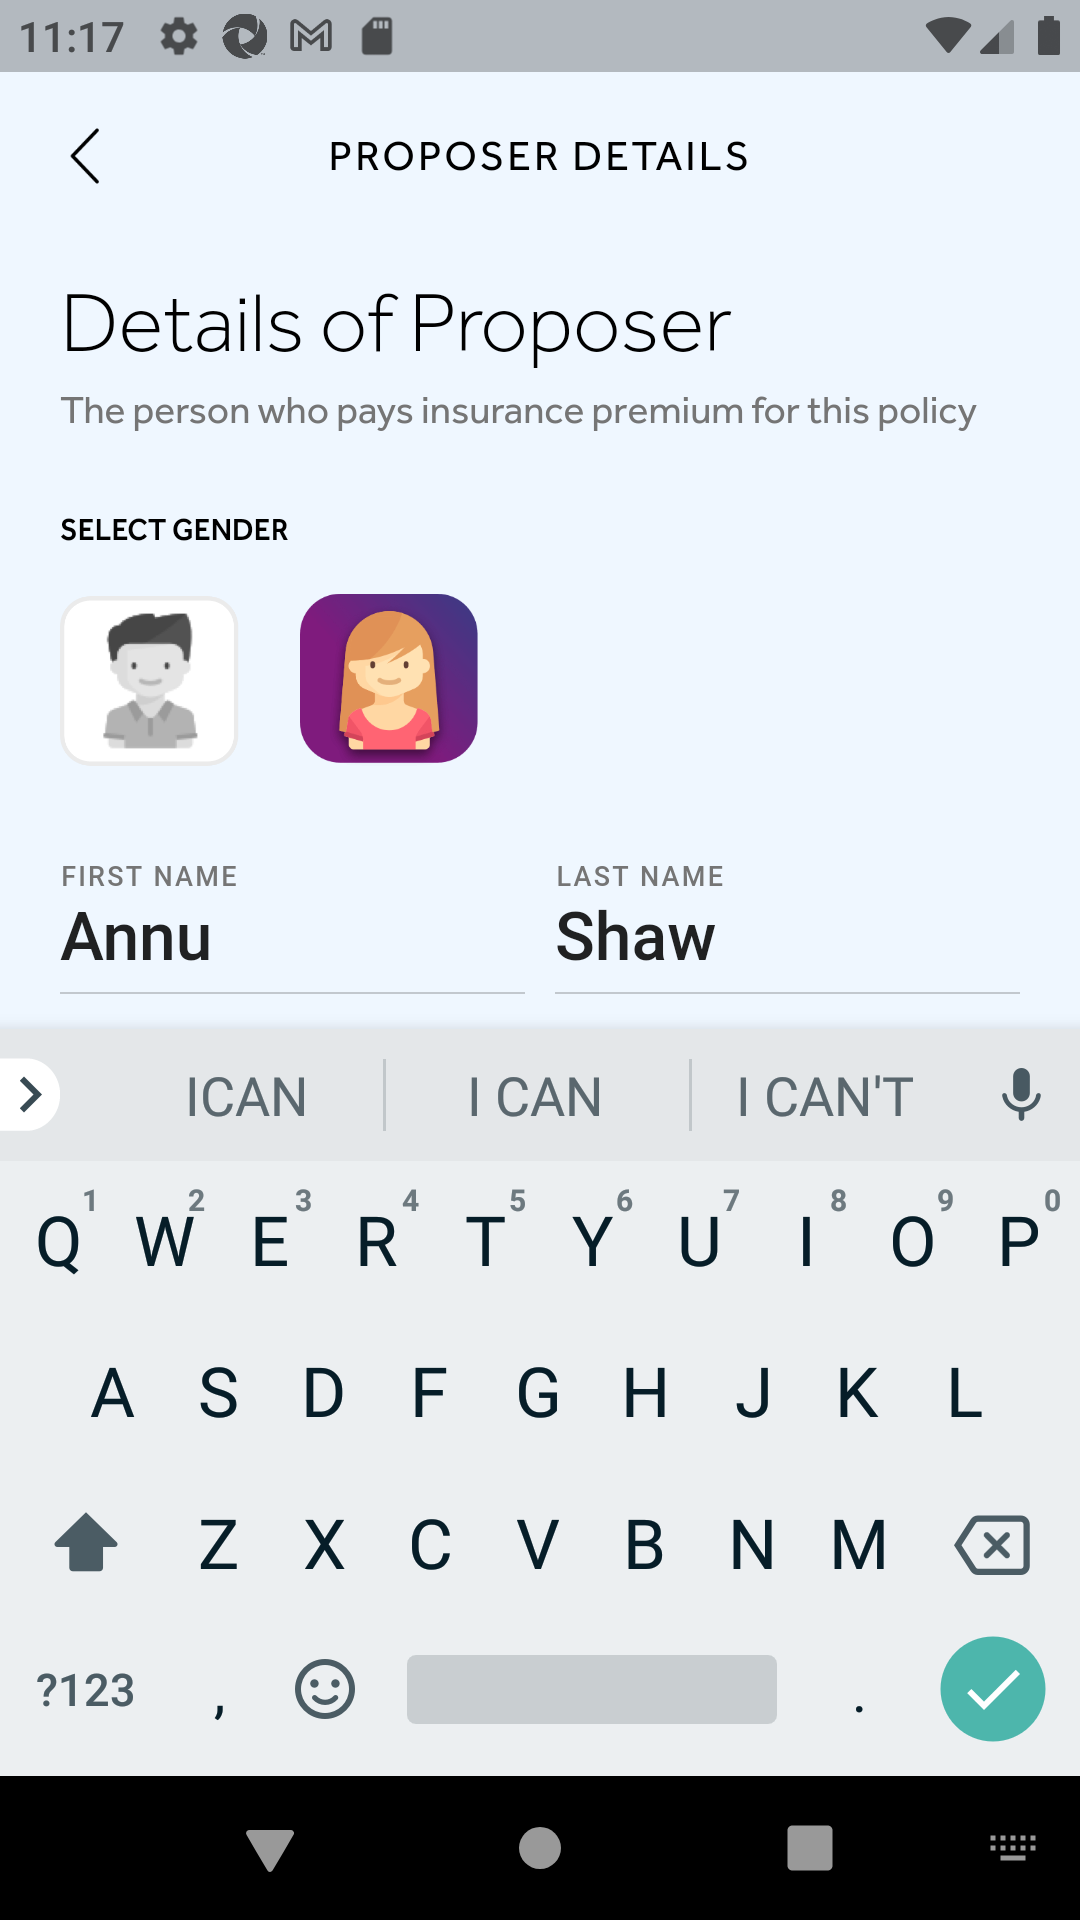 11:17
PROPOSER DETAILS
Details of Proposer
The person who pays insurance premium for this policy
SELECT GENDER
FIRST NAME LAST NAME
Annu Shaw
ICAN I CAN I CAN'T
1 2 3 4 5 6 7 8 9 0
Q W E R T Y U I O P
A S D F G H J K L
Z X C V B N M
?123 , .